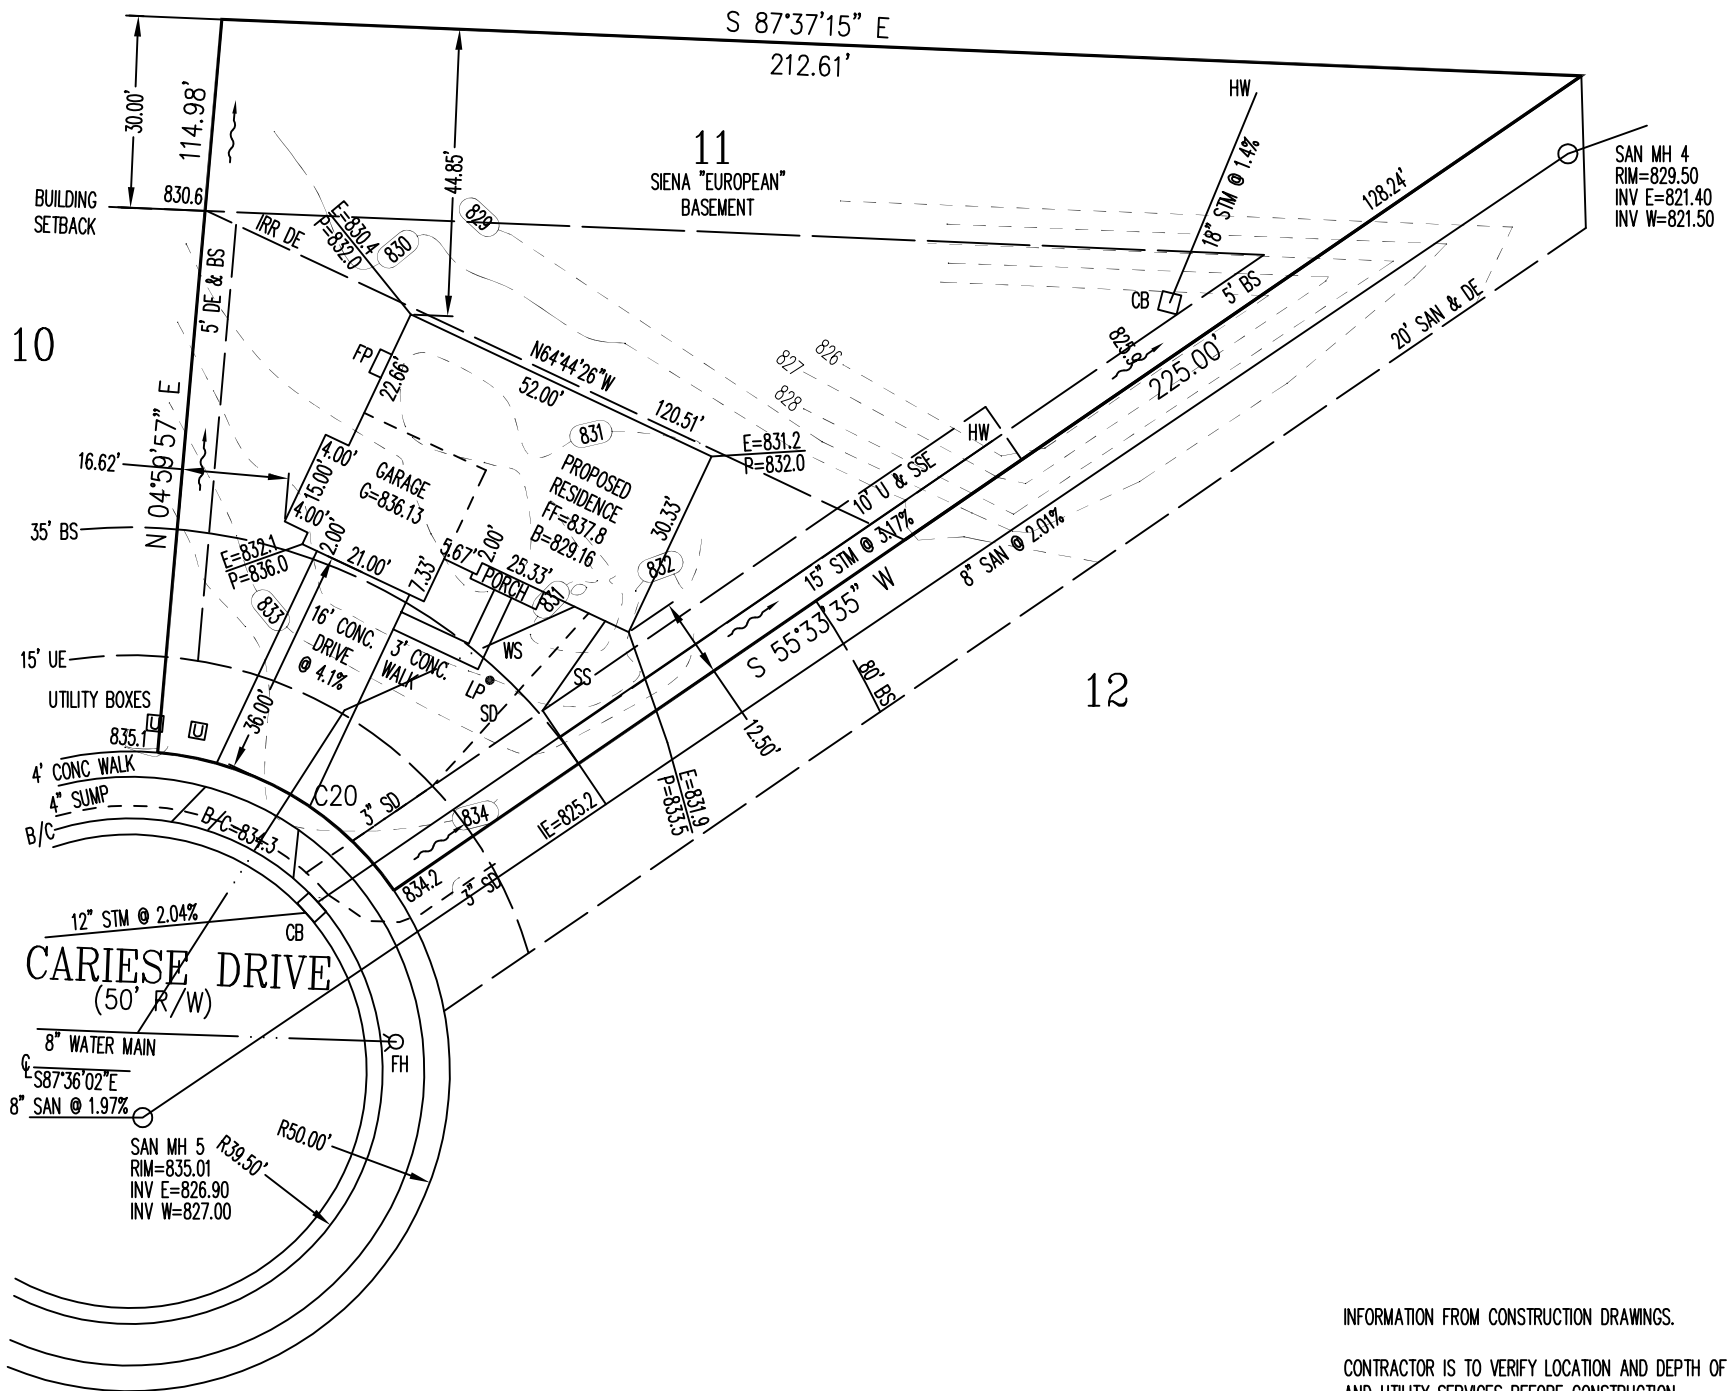 S 87°37'15" E
212.61'
30.00'
114.98'
44.85'
HW
11
SIENA "EUROPEAN"
BASEMENT
18" STM @ 1.4%
128.24'
SAN MH 4
RIM=829.50
INV E=821.40
INV W=821.50
BUILDING
SETBACK
830.6
IRR DE
E=830.4
P=832.0
830
829
5' DE & BS
10
CB
5' BS
825.9
20' SAN & DE
225.00'
FP
22.66'
N64°44'26"W
52.00'
120.51'
826
827
828
N 04°59'57" E
16.62'
4.00'
15.00'
4.00'
2.00'
GARAGE
G=836.13
831
PROPOSED
RESIDENCE
FF=837.8
B=829.16
E=831.2
P=832.0
HW
30.33'
10' U & SSE
35' BS
E=832.1
P=836.0
21.00'
7.33'
5.67'
2.00'
25.33'
PORCH
831
832
15" STM @ 3.17%
8" SAN @ 2.01%
833
16' CONC.
DRIVE
@ 4.1%
3' CONC.
WALK
WS
SS
LP
SD
S 55°33'35" W
80' BS
12
12.50'
15' UE
UTILITY BOXES
U
U
36.00'
835.1
4' CONC WALK
4" SUMP
B/C
B/C=834.3
C20
3" SD
834
IE=825.2
E=831.9
P=833.5
834.2
3" SD
12" STM @ 2.04%
CB
CARIESE DRIVE
(50' R/W)
8" WATER MAIN
FH
℄
S87°36'02"E
8" SAN @ 1.97%
SAN MH 5
RIM=835.01
INV E=826.90
INV W=827.00
R39.50'
R50.00'
INFORMATION FROM CONSTRUCTION DRAWINGS.
CONTRACTOR IS TO VERIFY LOCATION AND DEPTH OF
AND UTILITY SERVICES BEFORE CONSTRUCTION